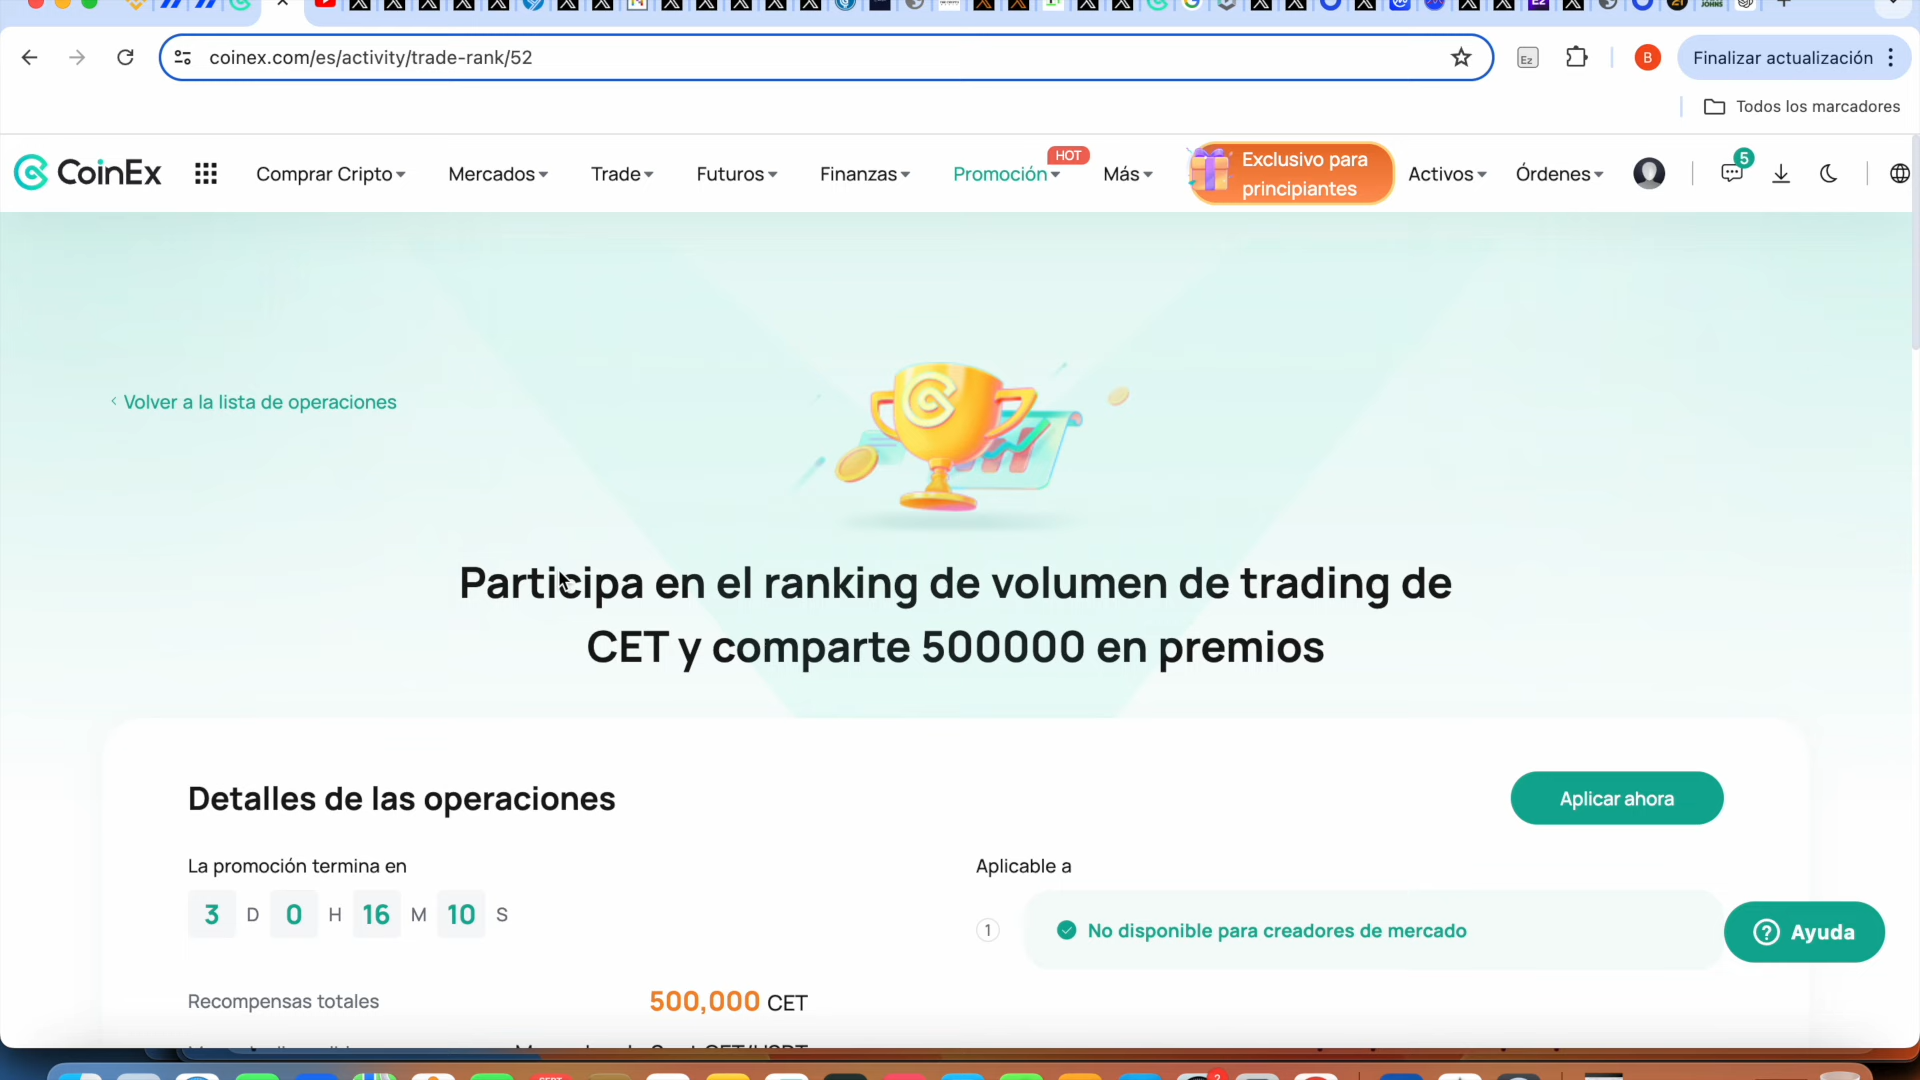 coinex.com/es/activity/trade-rank/52
Ez
B
Finalizar actualización
Todos los marcadores
CoinEx
Comprar Cripto
Mercados
Trade
Futuros
Finanzas
Promoción
HOT
Más
Exclusivo para
principiantes
Activos
Órdenes
5
Volver a la lista de operaciones
Participa en el ranking de volumen de trading de
CET y comparte 500000 en premios
Detalles de las operaciones
Aplicar ahora
La promoción termina en
Aplicable a
3 D 0 H 16 M 10 S
1
No disponible para creadores de mercado
? Ayuda
Recompensas totales
500,000 CET